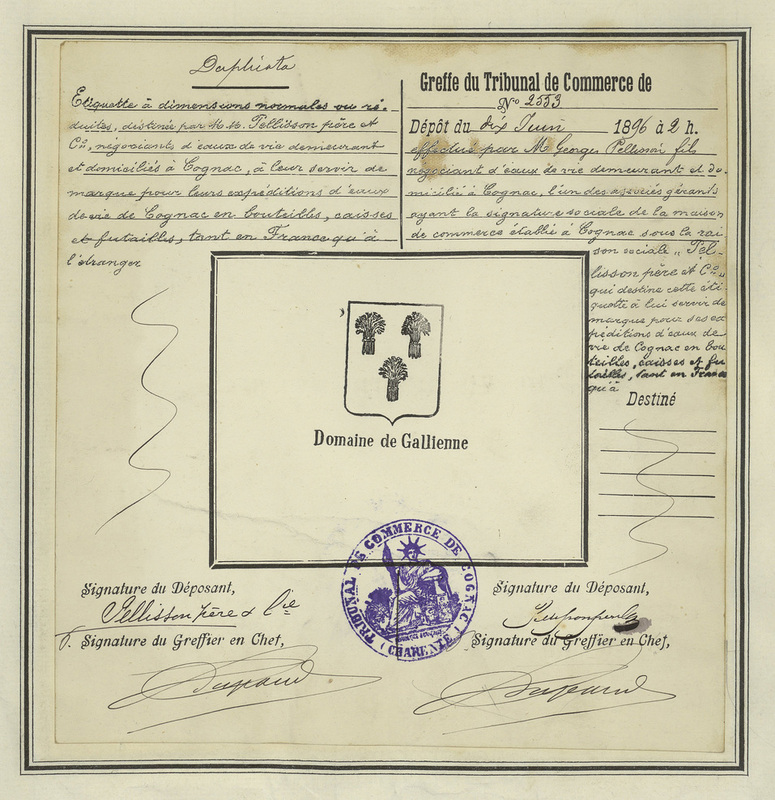 Duplicata
Etiquette à dimensions normales ou ré-
duites, destinée par M.M. Pellisson père et
Cie, négociants d'eaux de vie demeurant
et domiciliés à Cognac, à leur servir de
marque pour leurs expéditions d'eaux
de vie de Cognac en bouteilles, caisses
et futailles, tant en France qu'à
l'étranger
Greffe du Tribunal de Commerce de
No 2553
Dépôt du dix Juin 1896 à 2 h.
effectué par M. Georges Pellisson fils
négociant d'eaux de vie demeurant et do-
micilié à Cognac, l'un des associés gérants
ayant la signature sociale de la maison
de commerce établie à Cognac sous la rai-
son sociale "Pel-
lisson père et Cie"
qui destine cette éti-
quette à lui servir de
marque pour ses ex
péditions d'eaux de
vie de Cognac en bou
teilles, caisses et fu
tailles, tant en France
qu'à
Destiné
Domaine de Gallienne
TRIBUNAL DE COMMERCE DE COGNAC
(CHARENTE)
Signature du Déposant,
Pellisson père & Cie
Signature du Greffier en Chef,
Signature du Déposant,
Signature du Greffier en Chef,